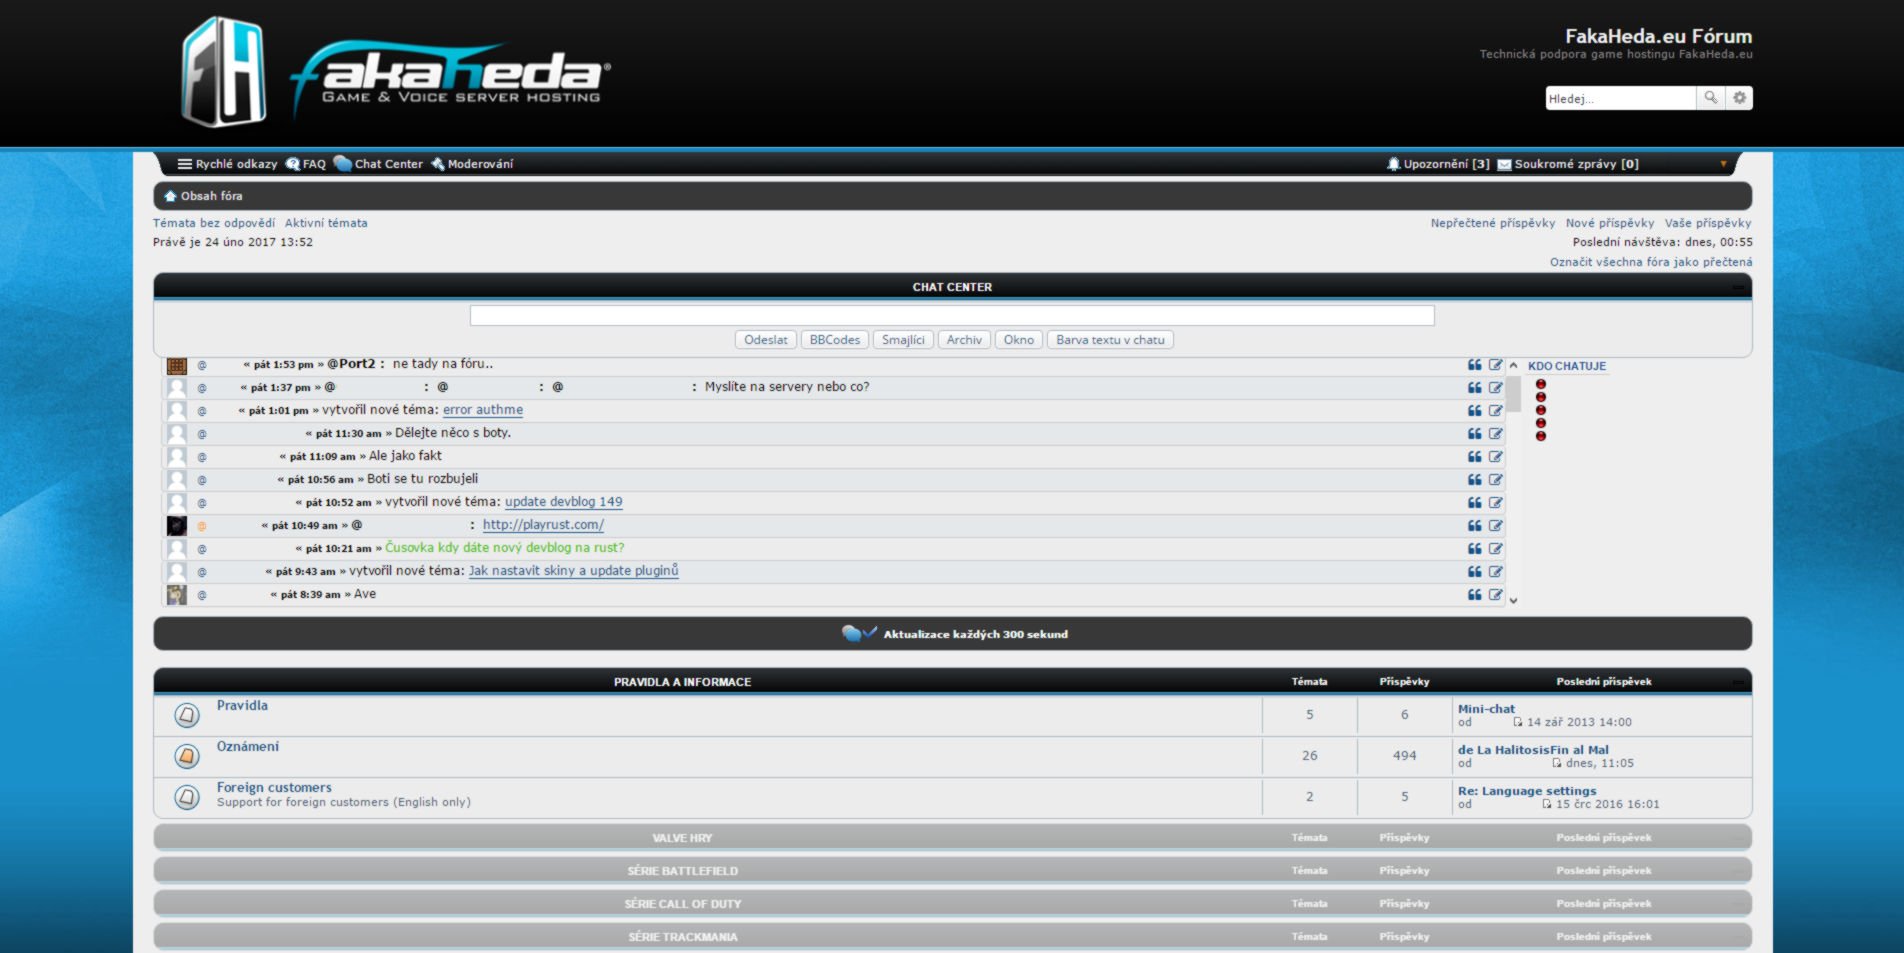 fakaheda®
GAME & VOICE SERVER HOSTING
FakaHeda.eu Fórum
Technická podpora game hostingu FakaHeda.eu
Hledej...
Rychlé odkazy FAQ Chat Center Moderování
Upozornění [3] Soukromé zprávy [0]
Obsah fóra
Témata bez odpovědí Aktivní témata
Nepřečtené příspěvky Nové příspěvky Vaše příspěvky
Právě je 24 úno 2017 13:52
Poslední návštěva: dnes, 00:55
Označit všechna fóra jako přečtená
CHAT CENTER
Odeslat BBCodes Smajlíci Archiv Okno Barva textu v chatu
@ « pát 1:53 pm » @Port2 : ne tady na fóru..
KDO CHATUJE
@ « pát 1:37 pm » @ : @ : @ : Myslíte na servery nebo co?
@ « pát 1:01 pm » vytvořil nové téma: error authme
@ « pát 11:30 am » Dělejte něco s boty.
@ « pát 11:09 am » Ale jako fakt
@ « pát 10:56 am » Boti se tu rozbujeli
@ « pát 10:52 am » vytvořil nové téma: update devblog 149
@ « pát 10:49 am » @ : http://playrust.com/
@ « pát 10:21 am » Čusovka kdy dáte nový devblog na rust?
@ « pát 9:43 am » vytvořil nové téma: Jak nastavit skiny a update pluginů
@ « pát 8:39 am » Ave
Aktualizace každých 300 sekund
PRAVIDLA A INFORMACE Témata Příspěvky Poslední příspěvek
Pravidla 5 6 Mini-chat
od 14 zář 2013 14:00
Oznámení 26 494 de La HalitosisFin al Mal
od dnes, 11:05
Foreign customers 2 5 Re: Language settings
Support for foreign customers (English only) od 15 črc 2016 16:01
VALVE HRY Témata Příspěvky Poslední příspěvek
SÉRIE BATTLEFIELD Témata Příspěvky Poslední příspěvek
SÉRIE CALL OF DUTY Témata Příspěvky Poslední příspěvek
SÉRIE TRACKMANIA Témata Příspěvky Poslední příspěvek